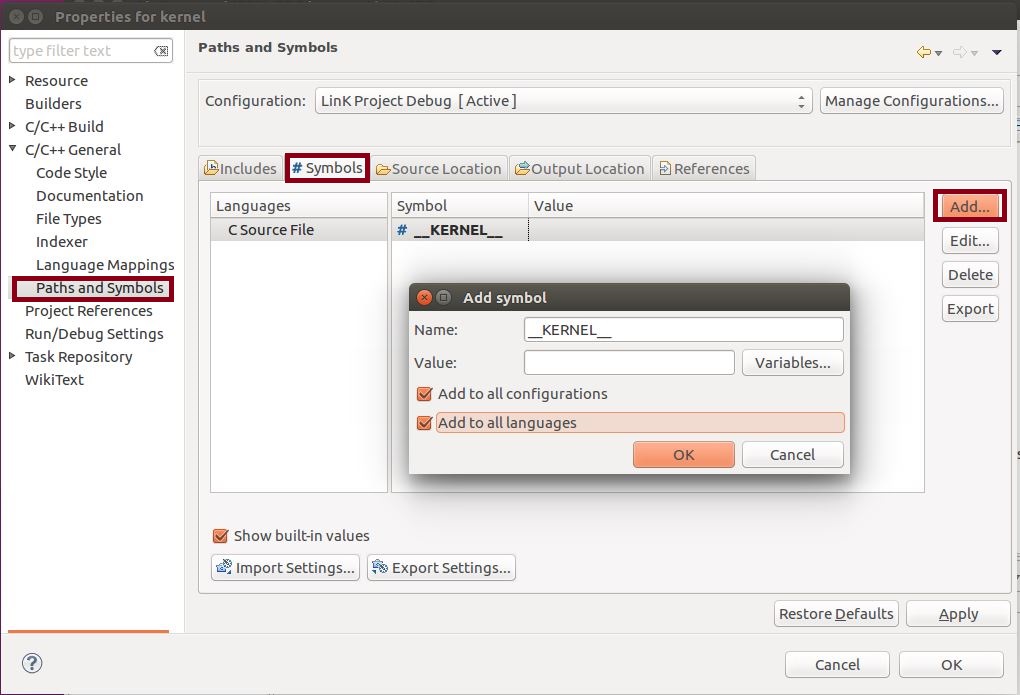 Properties for kernel
type filter text
Paths and Symbols
Resource
Builders
C/C++ Build
C/C++ General
Code Style
Documentation
File Types
Indexer
Language Mappings
Paths and Symbols
Project References
Run/Debug Settings
Task Repository
WikiText
Configuration: LinK Project Debug [ Active ] Manage Configurations...
Includes # Symbols Source Location Output Location References
Languages Symbol Value
C Source File # __KERNEL__
Add...
Edit...
Delete
Export
Add symbol
Name: __KERNEL__
Value: Variables...
Add to all configurations
Add to all languages
OK Cancel
Show built-in values
Import Settings... Export Settings...
Restore Defaults Apply
? Cancel OK